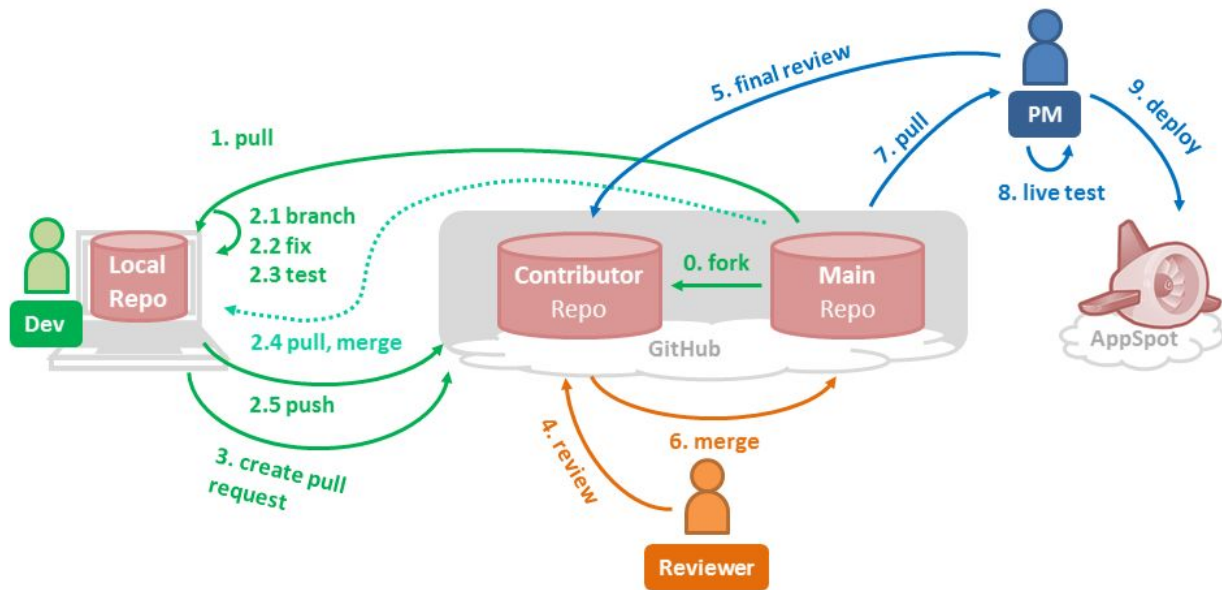 5. final review
PM
9. deploy
7. pull
8. live test
1. pull
2.1 branch
2.2 fix
2.3 test
Local
Repo
Dev
0. fork
Contributor
Repo
Main
Repo
GitHub
AppSpot
2.4 pull, merge
2.5 push
3. create pull
request
4. review
6. merge
Reviewer